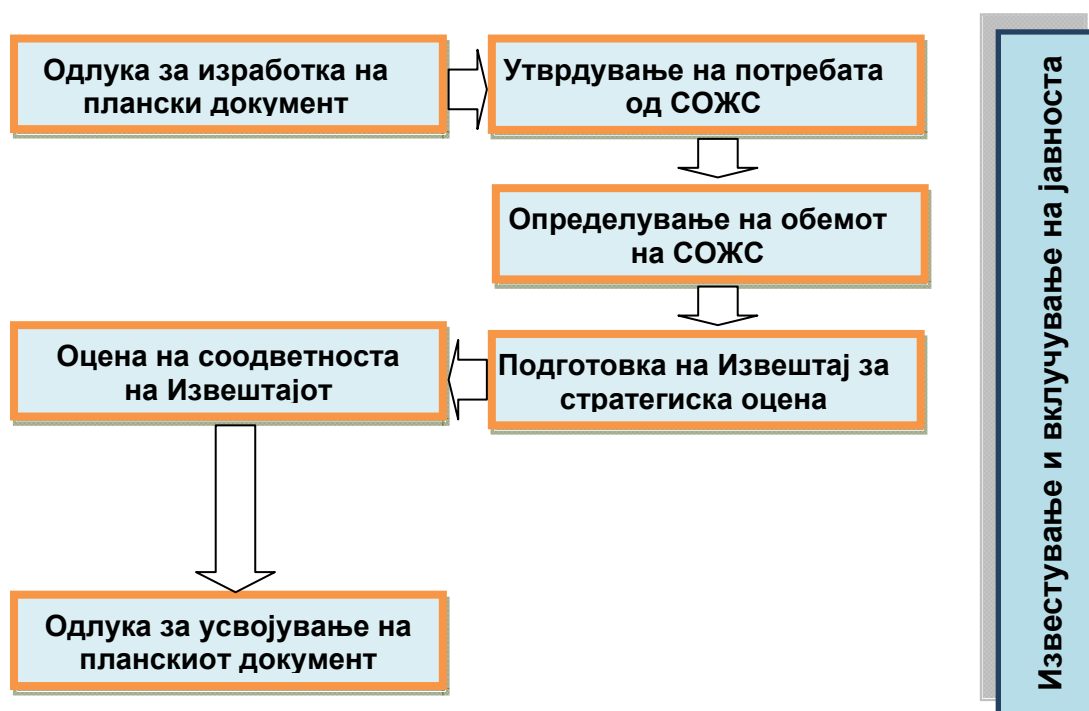 Одлука за изработка на
плански документ
Утврдување на потребата
од СОЖС
Определување на обемот
на СОЖС
Подготовка на Извештај за
стратегиска оцена
Оцена на соодветноста
на Извештајот
Одлука за усвојување на
планскиот документ
Известување и вклучување на јавноста